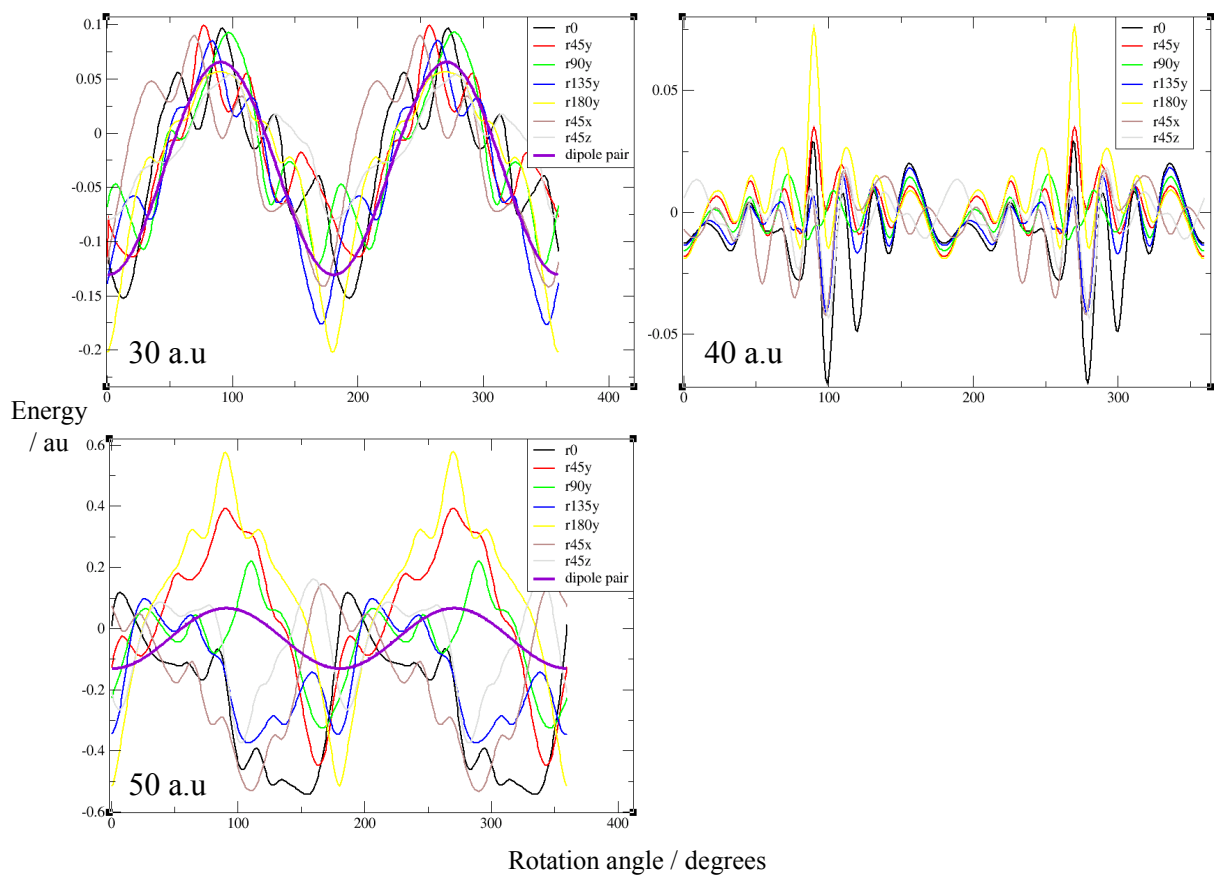 0.1
0.05
0
-0.05
-0.1
-0.15
-0.2
0 100 200 300 400
r0
r45y
r90y
r135y
r180y
r45x
r45z
dipole pair
30 a.u
0.05
0
-0.05
0 100 200 300
r0
r45y
r90y
r135y
r180y
r45x
r45z
40 a.u
Energy
/ au
0.6
0.4
0.2
0
-0.2
-0.4
-0.6
0 100 200 300 400
r0
r45y
r90y
r135y
r180y
r45x
r45z
dipole pair
50 a.u
Rotation angle / degrees